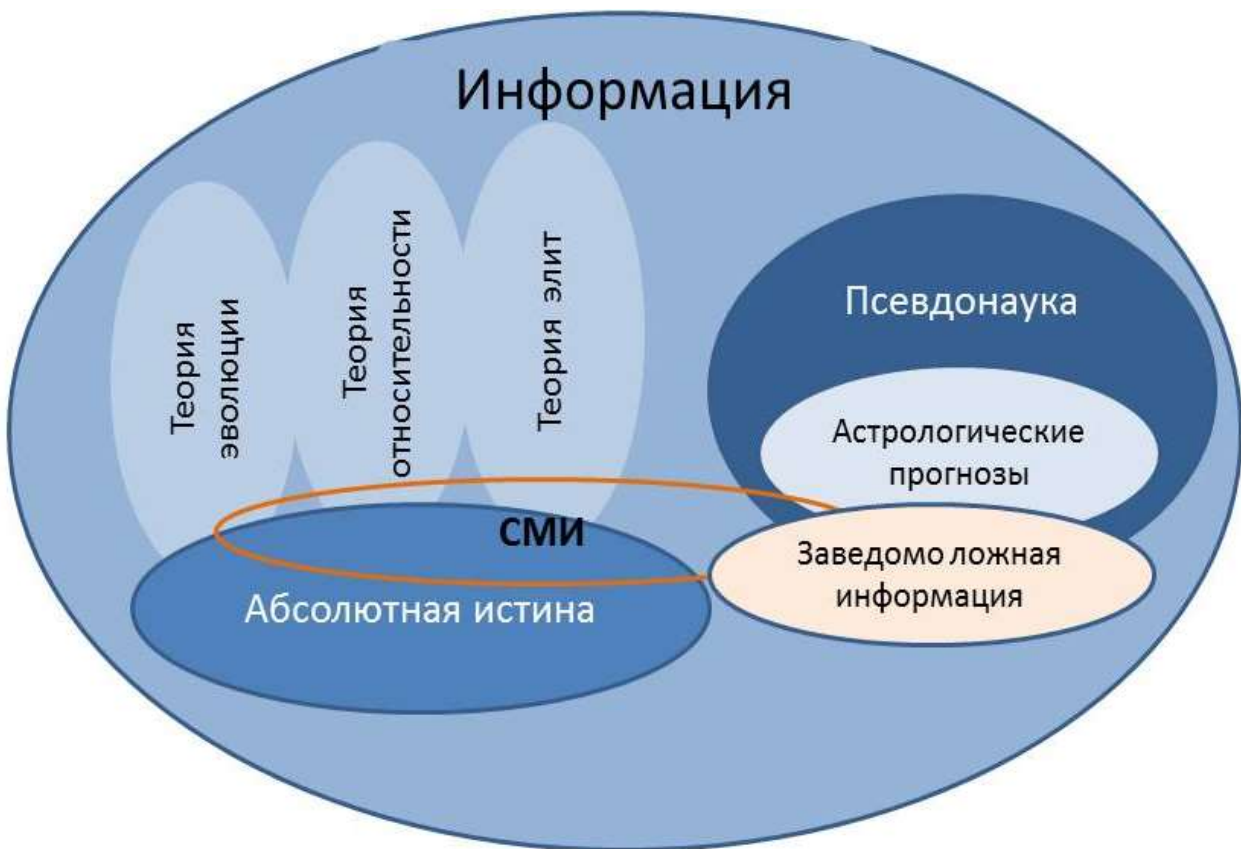 Информация
Теория
эволюции
Теория
относительности
Теория элит
Псевдонаука
Астрологические
прогнозы
СМИ
Заведомо ложная
информация
Абсолютная истина